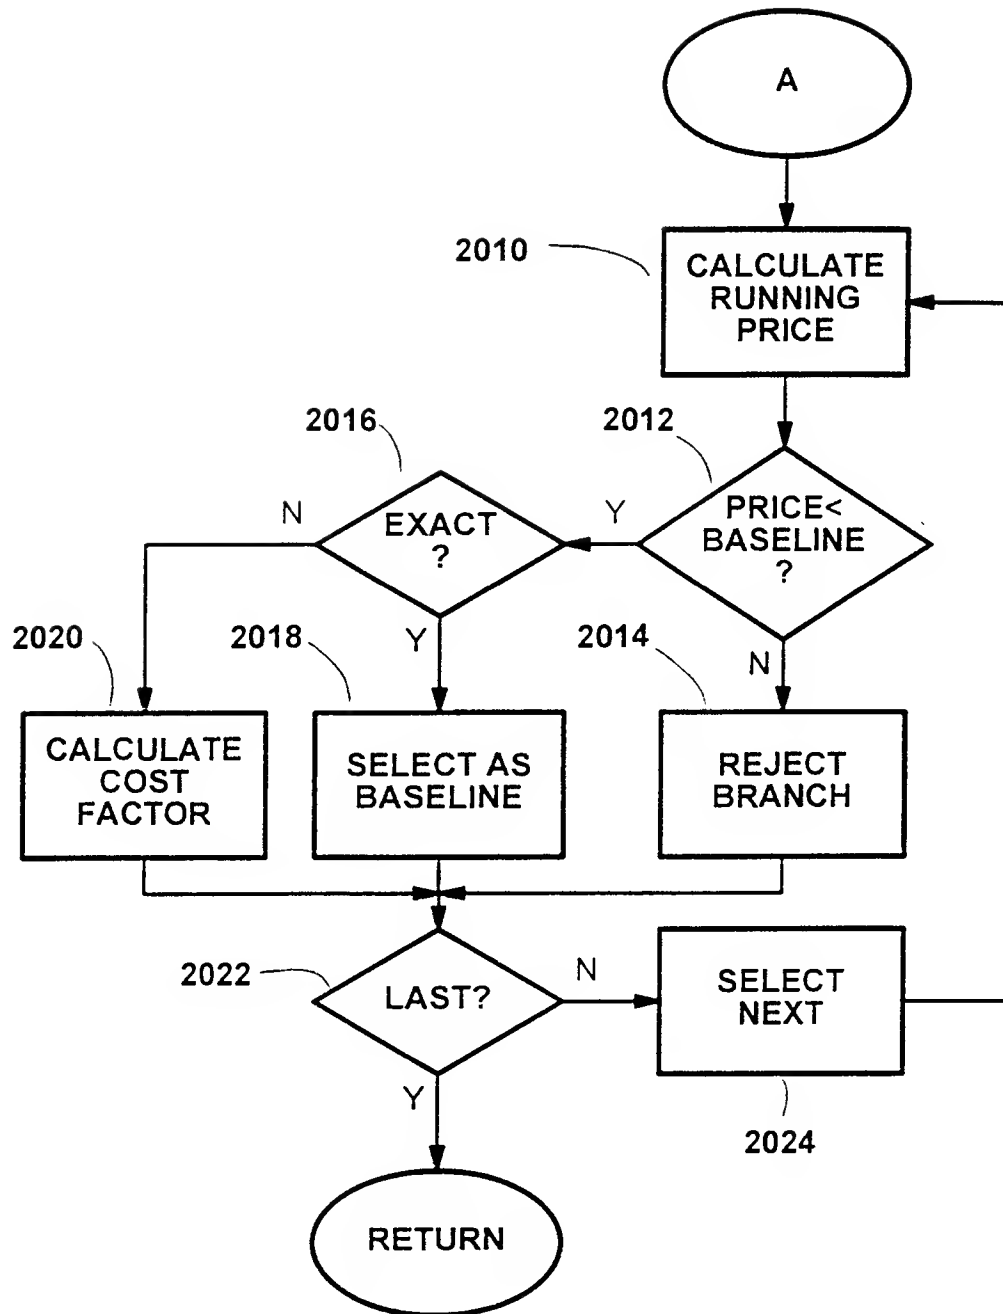 A
2010
CALCULATE
RUNNING
PRICE
2016
2012
N
EXACT
?
Y
PRICE<
BASELINE
?
2020
Y
2018
2014
N
CALCULATE
COST
FACTOR
SELECT AS
BASELINE
REJECT
BRANCH
2022
LAST?
N
SELECT
NEXT
Y
2024
RETURN